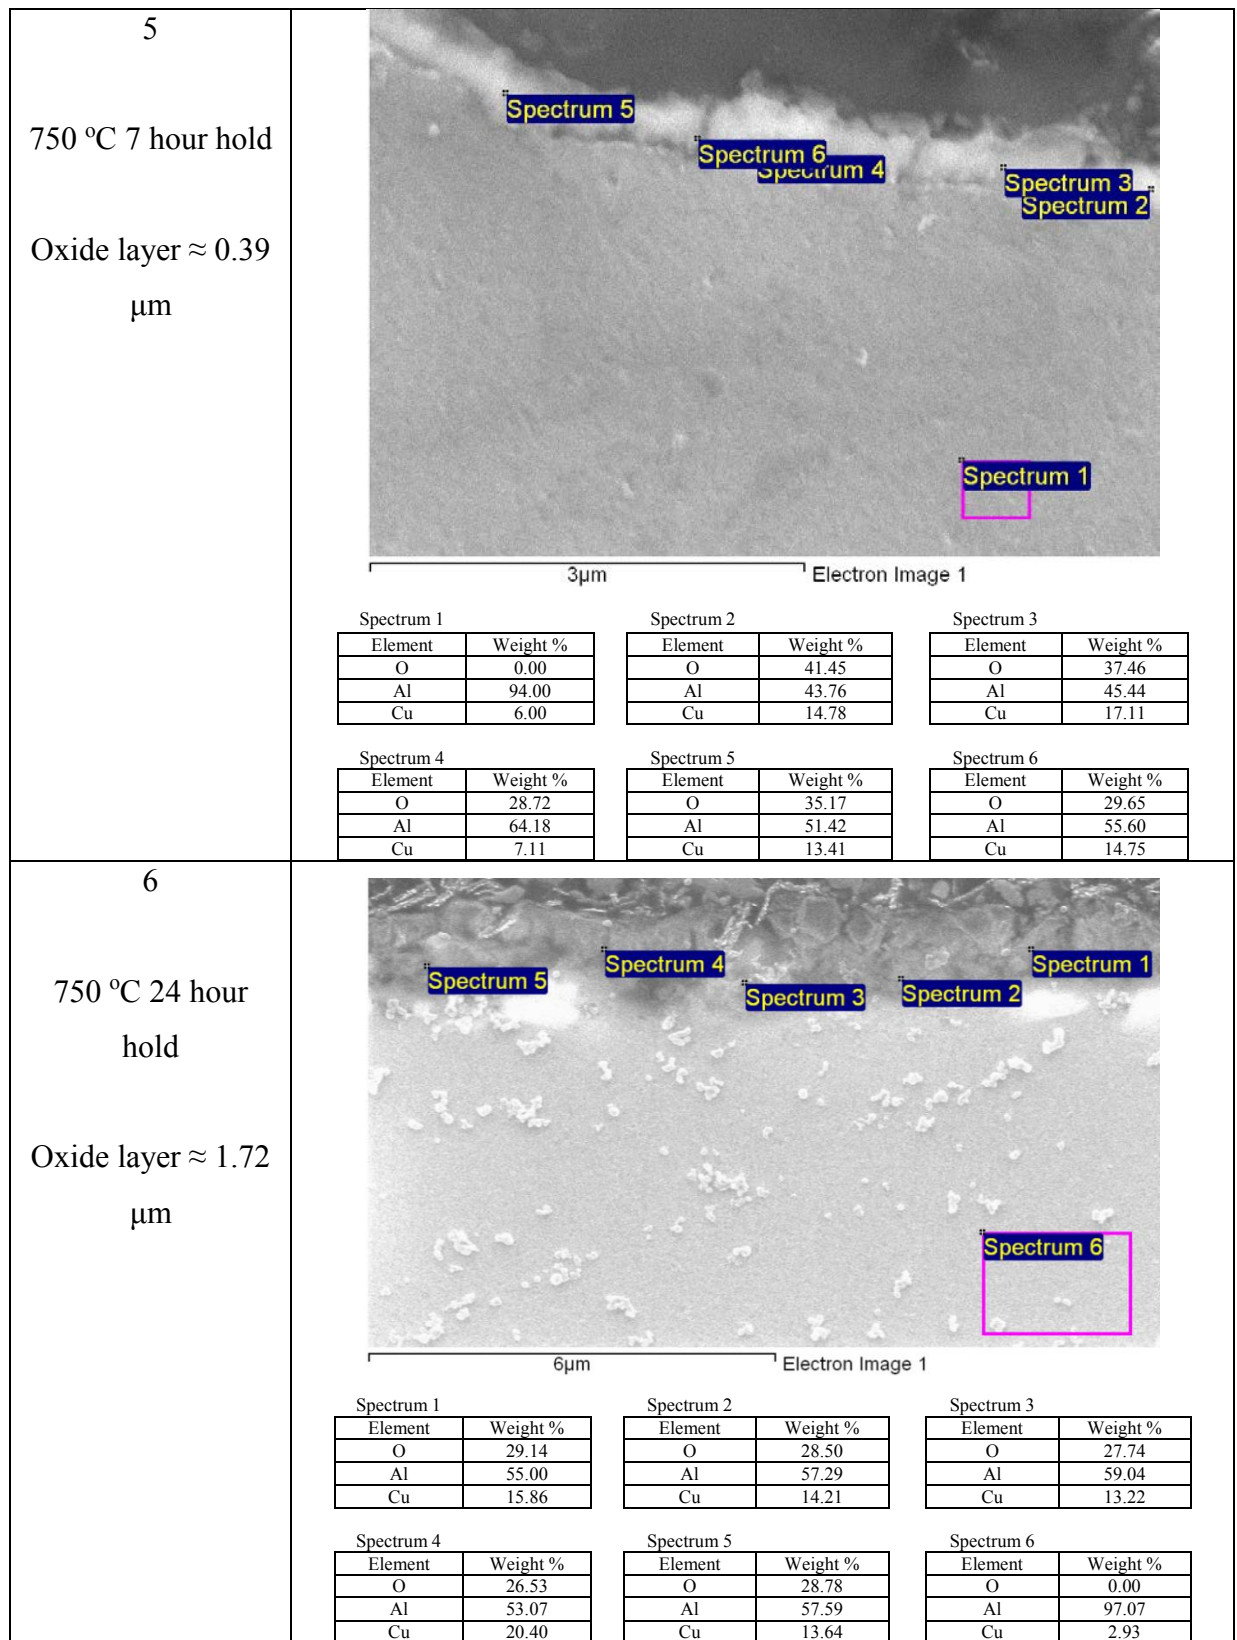 5
750 ºC 7 hour hold
Oxide layer ≈ 0.39
μm
Spectrum 5
Spectrum 6
Spectrum 4
Spectrum 3
Spectrum 2
Spectrum 1
3μm Electron Image 1
Spectrum 1 Spectrum 2 Spectrum 3
Element Weight % Element Weight % Element Weight %
O 0.00 O 41.45 O 37.46
Al 94.00 Al 43.76 Al 45.44
Cu 6.00 Cu 14.78 Cu 17.11
Spectrum 4 Spectrum 5 Spectrum 6
Element Weight % Element Weight % Element Weight %
O 28.72 O 35.17 O 29.65
Al 64.18 Al 51.42 Al 55.60
Cu 7.11 Cu 13.41 Cu 14.75
6
750 ºC 24 hour
hold
Oxide layer ≈ 1.72
μm
Spectrum 4
Spectrum 1
Spectrum 5
Spectrum 3
Spectrum 2
Spectrum 6
6μm Electron Image 1
Spectrum 1 Spectrum 2 Spectrum 3
Element Weight % Element Weight % Element Weight %
O 29.14 O 28.50 O 27.74
Al 55.00 Al 57.29 Al 59.04
Cu 15.86 Cu 14.21 Cu 13.22
Spectrum 4 Spectrum 5 Spectrum 6
Element Weight % Element Weight % Element Weight %
O 26.53 O 28.78 O 0.00
Al 53.07 Al 57.59 Al 97.07
Cu 20.40 Cu 13.64 Cu 2.93